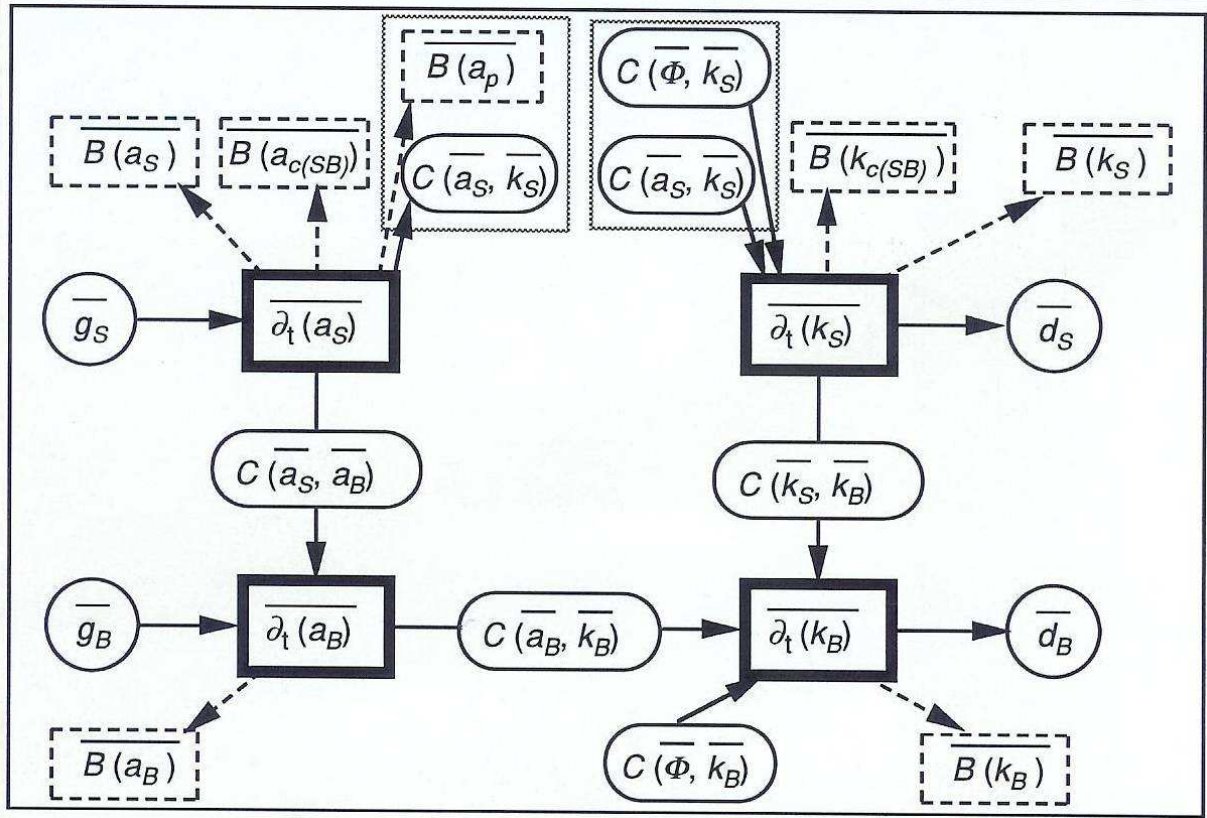 B (a_p)
C (Φ, k_S)
B (a_S)
B (a_c(SB))
C (a_S, k_S)
C (a_S, k_S)
B (k_c(SB))
B (k_S)
g_S
∂_t (a_S)
∂_t (k_S)
d_S
C (a_S, a_B)
C (k_S, k_B)
g_B
∂_t (a_B)
C (a_B, k_B)
∂_t (k_B)
d_B
B (a_B)
C (Φ, k_B)
B (k_B)